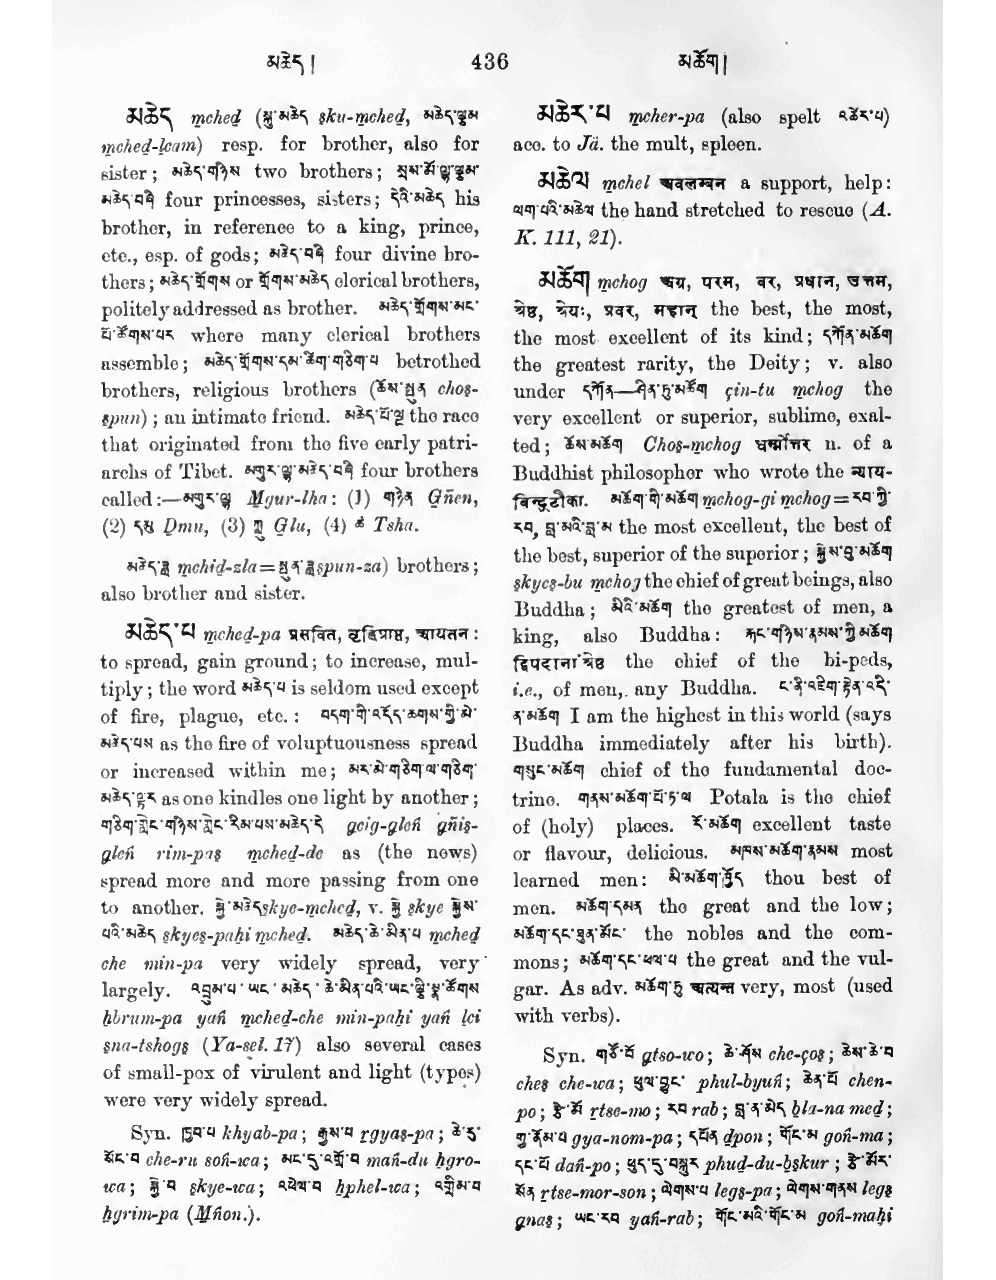 མཆེད། 436 མཆོག།
མཆེད mched (སྐུ་མཆེད sku-mched, མཆེད་ལྕམ
mched-lcam) resp. for brother, also for
sister; མཆེད་གཉིས two brothers; སྲས་མོ་ལྷ་ལྕམ་
མཆེད་བཞི four princesses, sisters; དེའི་མཆེད his
brother, in reference to a king, prince,
etc., esp. of gods; མཆེད་བཞི four divine bro-
thers; མཆེད་གྲོགས or གྲོགས་མཆེད clerical brothers,
politely addressed as brother. མཆེད་གྲོགས་མང་
པོ་ཚོགས་པར where many clerical brothers
assemble; མཆེད་གྲོགས་དམ་ཚིག་གཅིག་པ betrothed
brothers, religious brothers (ཆོས་སྤུན chos-
spun); an intimate friend. མཆེད་པོ་ལྔ the race
that originated from the five early patri-
archs of Tibet. མགུར་ལྷ་མཆེད་བཞི four brothers
called:—མགུར་ལྷ Mgur-lha: (1) གཉེན Gñen,
(2) དམུ Dmu, (3) གླུ Glu, (4) ཚ Tsha.
མཆེད་ཟླ mchid-zla=སྤུན་ཟླ spun-za) brothers;
also brother and sister.
མཆེད་པ mched-pa प्रसवित, वृद्धिप्राप्त, आयतन:
to spread, gain ground; to increase, mul-
tiply; the word མཆེད་པ is seldom used except
of fire, plague, etc.: བདག་གི་འདོད་ཆགས་ཀྱི་མེ་
མཆེད་པས as the fire of voluptuousness spread
or increased within me; མར་མེ་གཅིག་ལ་གཅིག་
མཆེད་ལྟར as one kindles one light by another;
གཅིག་གླེང་གཉིས་གླེང་རིམ་པས་མཆེད་དེ gcig-gleṅ gñis-
gleṅ rim-pas mched-de as (the news)
spread more and more passing from one
to another. སྐྱེ་མཆེད skye-mched, v. སྐྱེ skye སྐྱེས་
པའི་མཆེད skyes-paḥi mched. མཆེད་ཆེ་མིན་པ mched
che min-pa very widely spread, very
largely. འབྲུམ་པ་ཡང་མཆེད་ཆེ་མིན་པའི་ཡང་ལྕི་སྣ་ཚོགས
ḥbrum-pa yaṅ mched-che min-paḥi yaṅ lci
sna-tshogs (Ya-sel. 17) also several cases
of small-pox of virulent and light (types)
were very widely spread.
Syn. ཁྱབ་པ khyab-pa; རྒྱས་པ rgyas-pa; ཆེ་རུ་
སོང་བ che-ru soṅ-wa; མང་དུ་འགྲོ་བ maṅ-du ḥgro-
wa; སྐྱེ་བ skye-wa; འཕེལ་བ ḥphel-wa; འགྲིམ་པ
ḥgrim-pa (Mṅon.).
མཆེར་པ mcher-pa (also spelt འཆོར་པ)
acc. to Jä. the mult, spleen.
མཆེལ mchel अवलम्बन a support, help:
ལག་པའི་མཆེལ the hand stretched to rescue (A.
K. 111, 21).
མཆོག mchog अग्र, परम, वर, प्रधान, उत्तम,
श्रेष्ठ, श्रेयः, प्रवर, महान् the best, the most,
the most excellent of its kind; དཀོན་མཆོག
the greatest rarity, the Deity; v. also
under དཀོན—ཤིན་ཏུ་མཆོག çin-tu mchog the
very excellent or superior, sublime, exal-
ted; ཆོས་མཆོག Chos-mchog धर्म्मोत्तर n. of a
Buddhist philosopher who wrote the न्याय-
विन्दुटीका. མཆོག་གི་མཆོག mchog-gi mchog=རབ་ཀྱི་
རབ, བླ་མའི་བླ་མ the most excellent, the best of
the best, superior of the superior; སྐྱེས་བུ་མཆོག
skyes-bu mchog the chief of great beings, also
Buddha; མིའི་མཆོག the greatest of men, a
king, also Buddha: རྐང་གཉིས་རྣམས་ཀྱི་མཆོག
द्विपदानां श्रेष्ठ the chief of the bi-peds,
i.e., of men, any Buddha. ང་ནི་འཇིག་རྟེན་འདི་
ན་མཆོག I am the highest in this world (says
Buddha immediately after his birth).
གསུང་མཆོག chief of the fundamental doc-
trine. གནས་མཆོག་པོ་ཏ་ལ Potala is the chief
of (holy) places. རོ་མཆོག excellent taste
or flavour, delicious. མཁས་མཆོག་རྣམས most
learned men: མི་མཆོག་ཁྱོད thou best of
men. མཆོག་དམན the great and the low;
མཆོག་དང་ཐུན་མོང་ the nobles and the com-
mons; མཆོག་དང་ཕལ་པ the great and the vul-
gar. As adv. མཆོག་ཏུ अत्यन्त very, most (used
with verbs).
Syn. གཙོ་བོ gtso-wo; ཆེ་ཤོས che-ços; ཆེས་ཆེ་བ
ches che-wa; ཕུལ་བྱུང་ phul-byuṅ; ཆེན་པོ chen-
po; རྩེ་མོ rtse-mo; རབ rab; བླ་ན་མེད bla-na med;
གྱ་ནོམ་པ gya-nom-pa; དཔོན dpon; གོང་མ goṅ-ma;
དང་པོ daṅ-po; ཕུད་དུ་བསྐུར phud-du-bskur; རྩེ་མོར་
སོན rtse-mor-son; ལེགས་པ legs-pa; ལེགས་གནས legs
gnas; ཡང་རབ yaṅ-rab; གོང་མའི་གོང་མ goṅ-maḥi